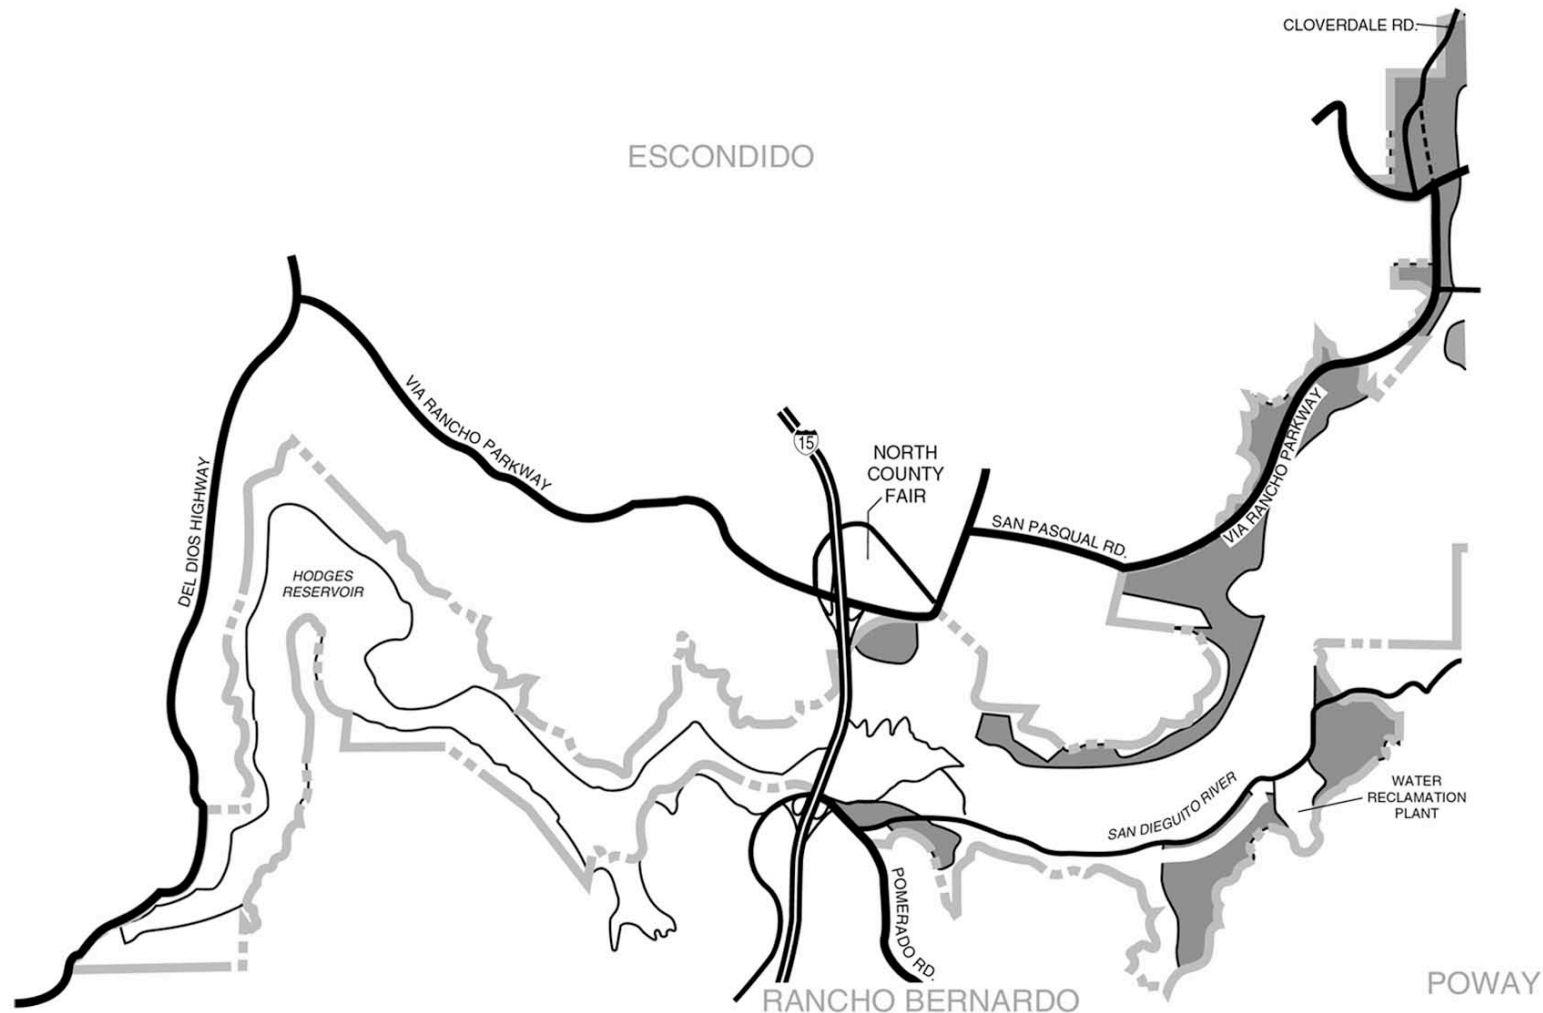 CLOVERDALE RD.
ESCONDIDO
VIA RANCHO PARKWAY
VIA RANCHO PARKWAY
15
NORTH
COUNTY
FAIR
DEL DIOS HIGHWAY
SAN PASQUAL RD.
HODGES
RESERVOIR
SAN DIEGUITO RIVER
WATER
RECLAMATION
PLANT
POMERADO RD.
RANCHO BERNARDO
POWAY